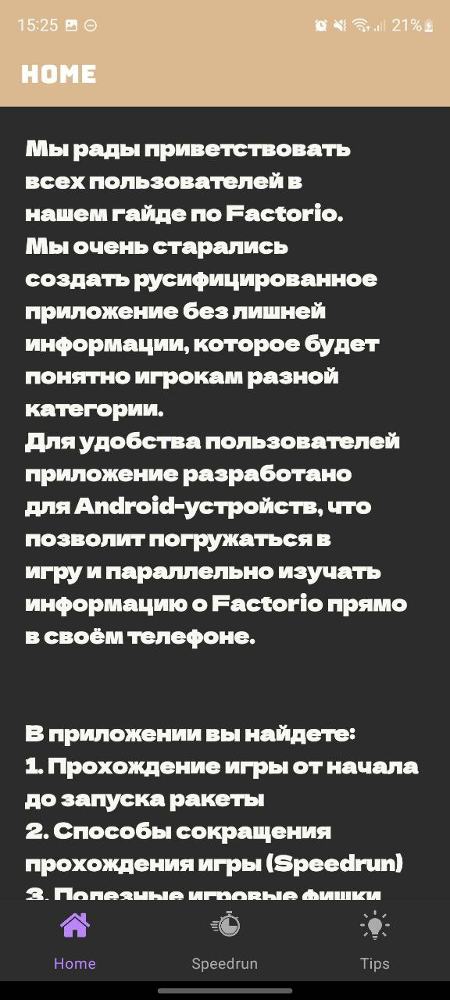 15:25
21%
HOME
Мы рады приветствовать
всех пользователей в
нашем гайде по Factorio.
Мы очень старались
создать русифицированное
приложение без лишней
информации, которое будет
понятно игрокам разной
категории.
Для удобства пользователей
приложение разработано
для Android-устройств, что
позволит погружаться в
игру и параллельно изучать
информацию о Factorio прямо
в своём телефоне.
В приложении вы найдете:
1. Прохождение игры от начала
до запуска ракеты
2. Способы сокращения
прохождения игры (Speedrun)
3. Полезные игровые фишки
Home
Speedrun
Tips